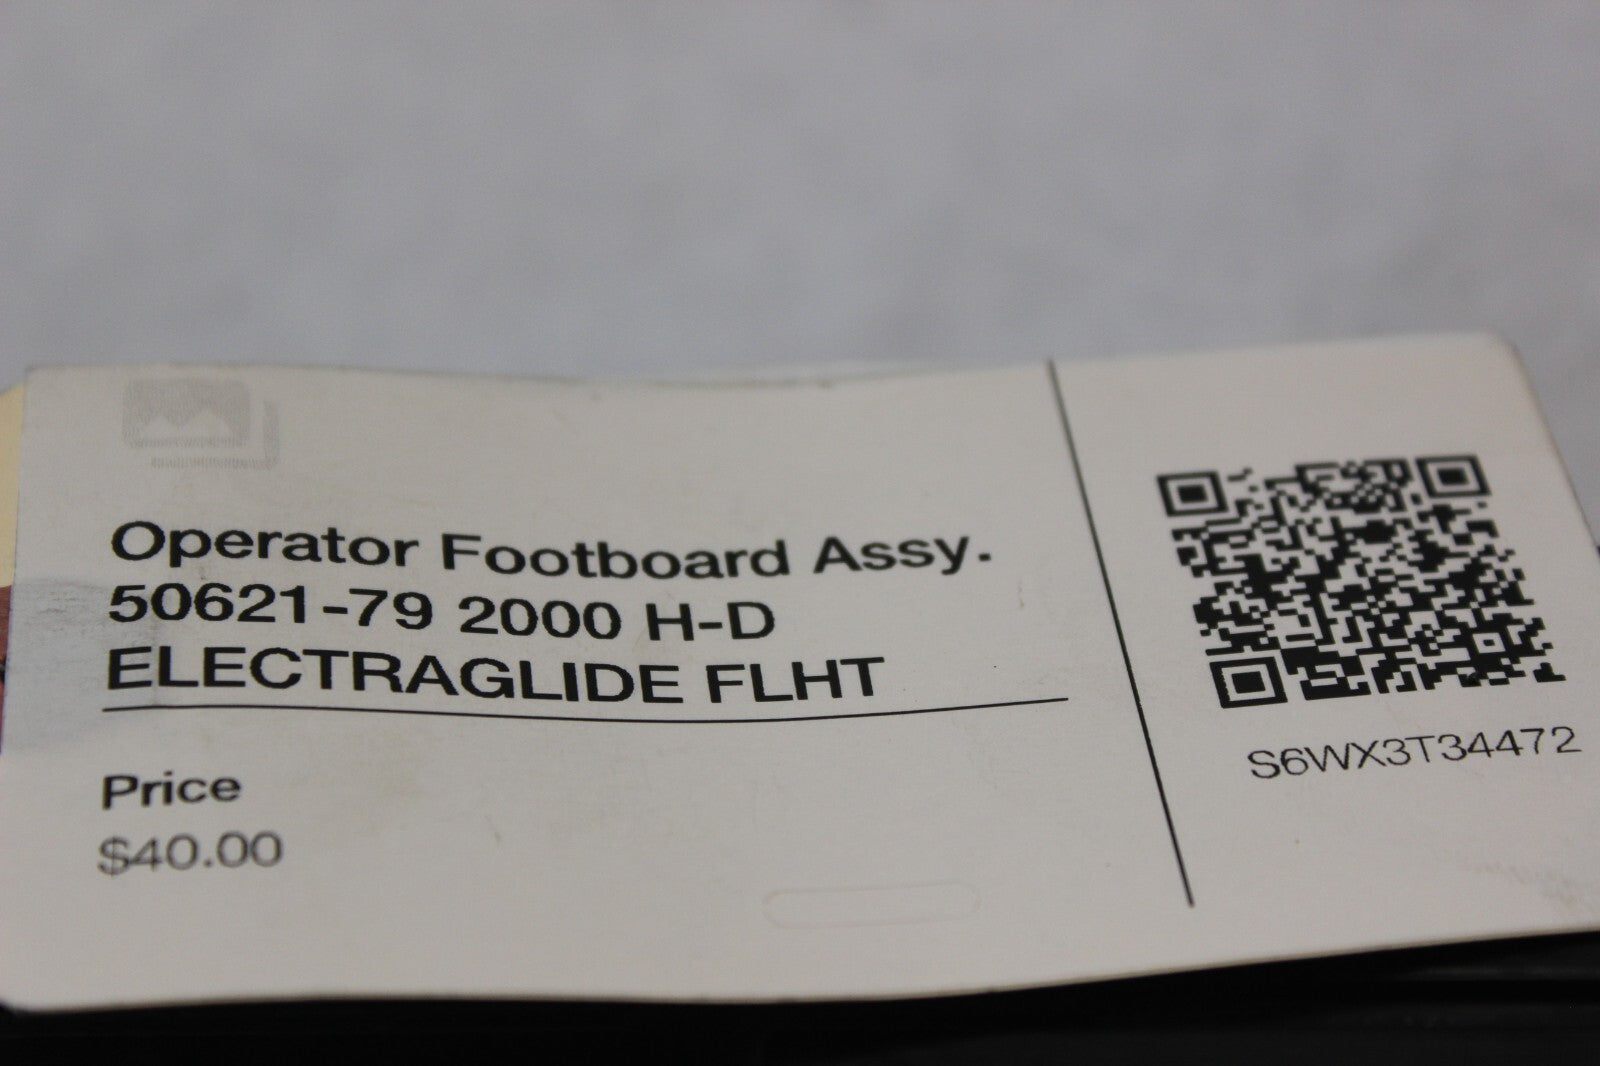 Operator Footboard Assy.
50621-79 2000 H-D
ELECTRAGLIDE FLHT
Price
$40.00
S6WX3T34472